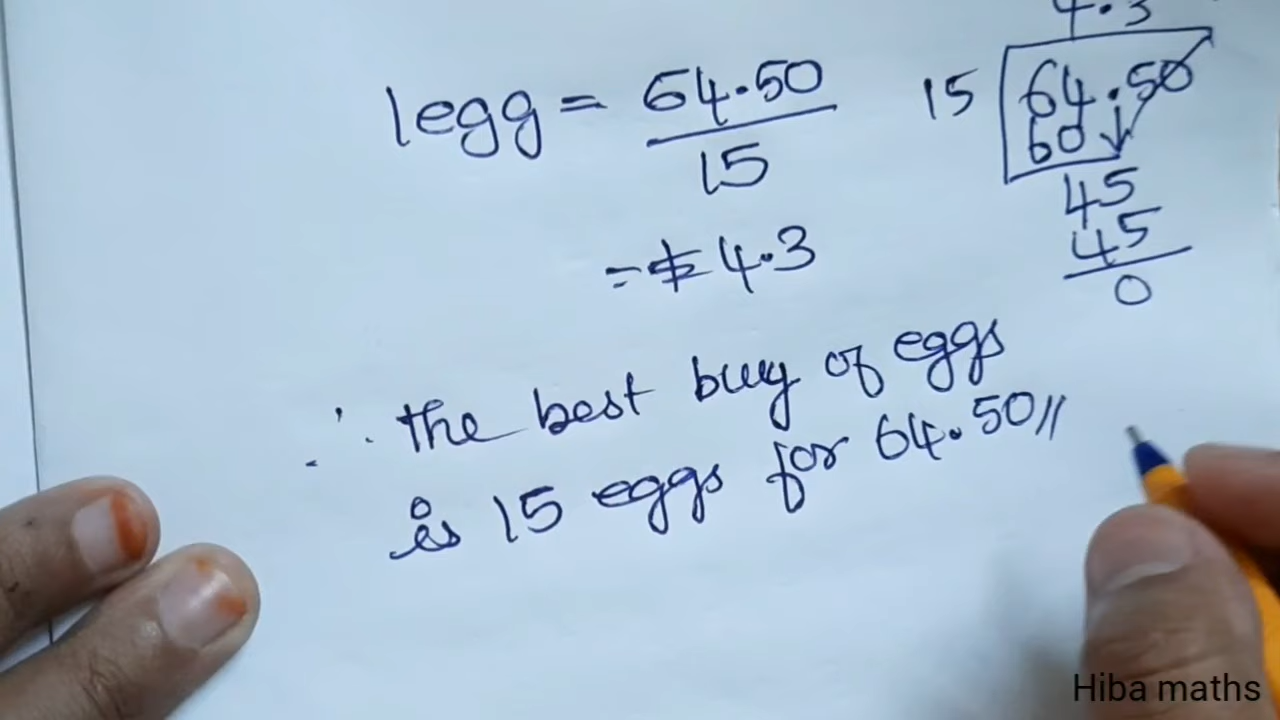 4.3
1egg = 64.50
15
15 64.50
60
= ₹ 4.3
45
45
0
∴ the best buy of eggs
is 15 eggs for 64.50//
Hiba maths